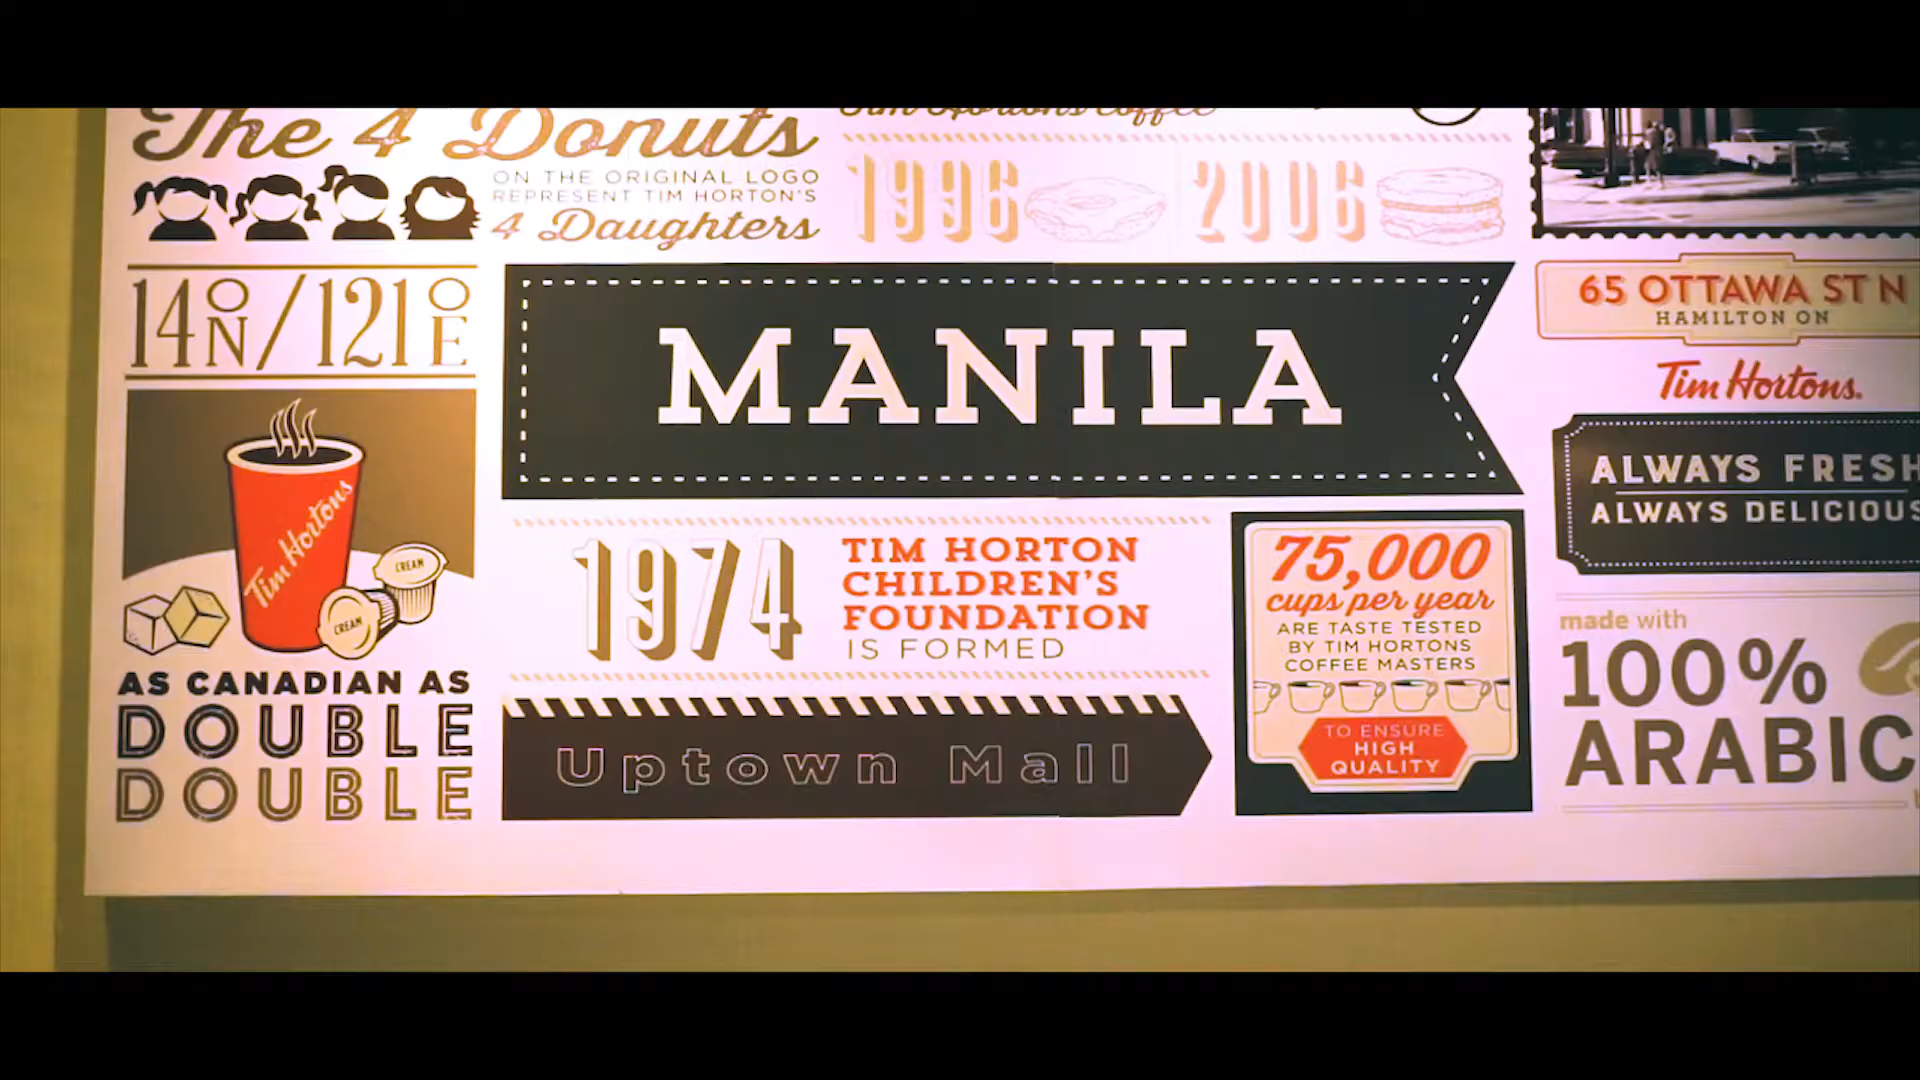 The 4 Donuts
ON THE ORIGINAL LOGO
REPRESENT TIM HORTON'S
4 Daughters
Tim Hortons coffee
1996
2006
14 O N / 121 O E
MANILA
65 OTTAWA ST N
HAMILTON ON
Tim Hortons.
ALWAYS FRESH
ALWAYS DELICIOUS
Tim Hortons
CREAM
CREAM
AS CANADIAN AS
DOUBLE
DOUBLE
1974
TIM HORTON
CHILDREN'S
FOUNDATION
IS FORMED
Uptown Mall
75,000
cups per year
ARE TASTE TESTED
BY TIM HORTONS
COFFEE MASTERS
TO ENSURE
HIGH
QUALITY
made with
100%
ARABIC